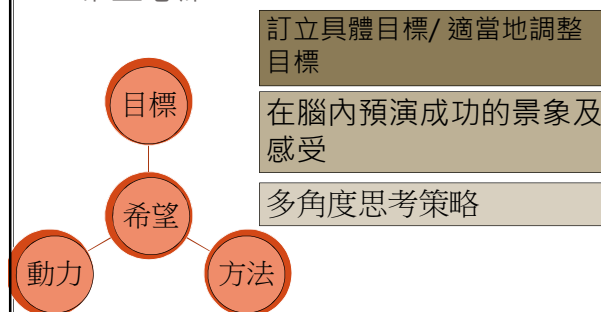 訂立具體目標/ 適當地調整
目標
在腦內預演成功的景象及
感受
多角度思考策略
目標
希望
動力
方法